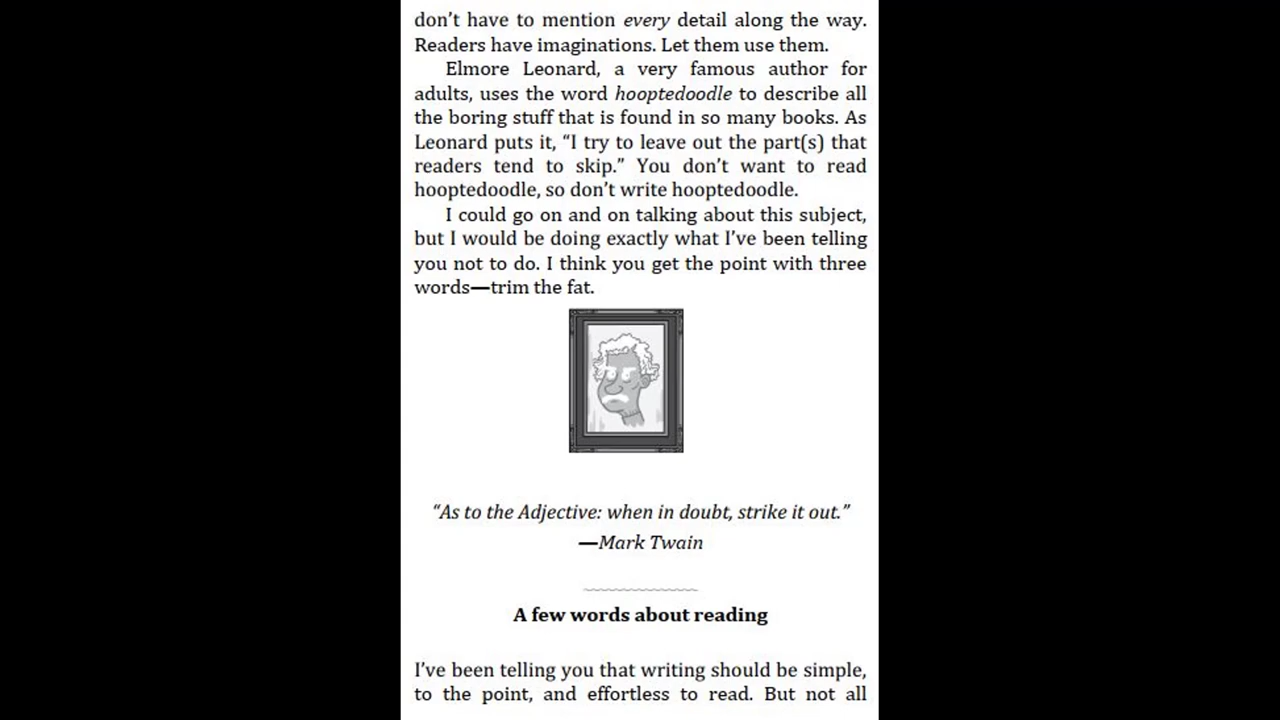 don’t have to mention every detail along the way.
Readers have imaginations. Let them use them.
Elmore Leonard, a very famous author for
adults, uses the word hooptedoodle to describe all
the boring stuff that is found in so many books. As
Leonard puts it, “I try to leave out the part(s) that
readers tend to skip.” You don’t want to read
hooptedoodle, so don’t write hooptedoodle.
I could go on and on talking about this subject,
but I would be doing exactly what I’ve been telling
you not to do. I think you get the point with three
words—trim the fat.
“As to the Adjective: when in doubt, strike it out.”
—Mark Twain
A few words about reading
I’ve been telling you that writing should be simple,
to the point, and effortless to read. But not all